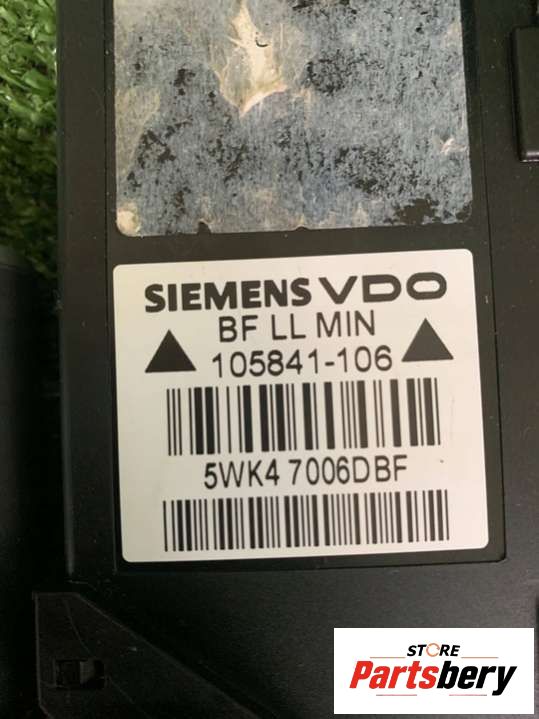 SIEMENS VDO
BF LL MIN
105841-106
5WK4 7006DBF
STORE
Partsbery